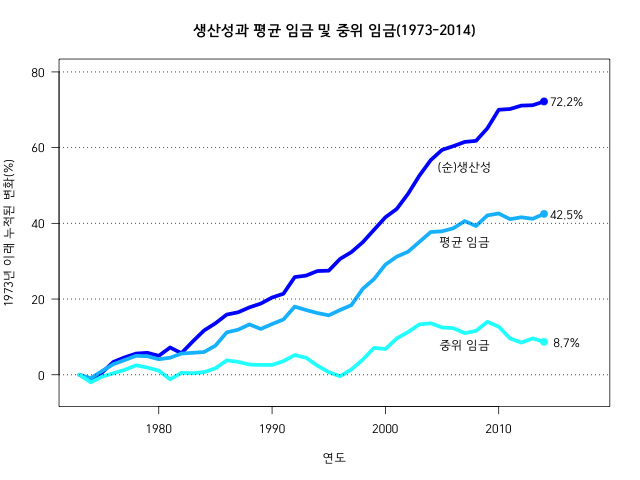 생산성과 평균 임금 및 중위 임금(1973-2014)
1973년 이래 누적된 변화(%)
80
60
40
20
0
72.2%
(순)생산성
42.5%
평균 임금
중위 임금
8.7%
1980
1990
2000
2010
연도